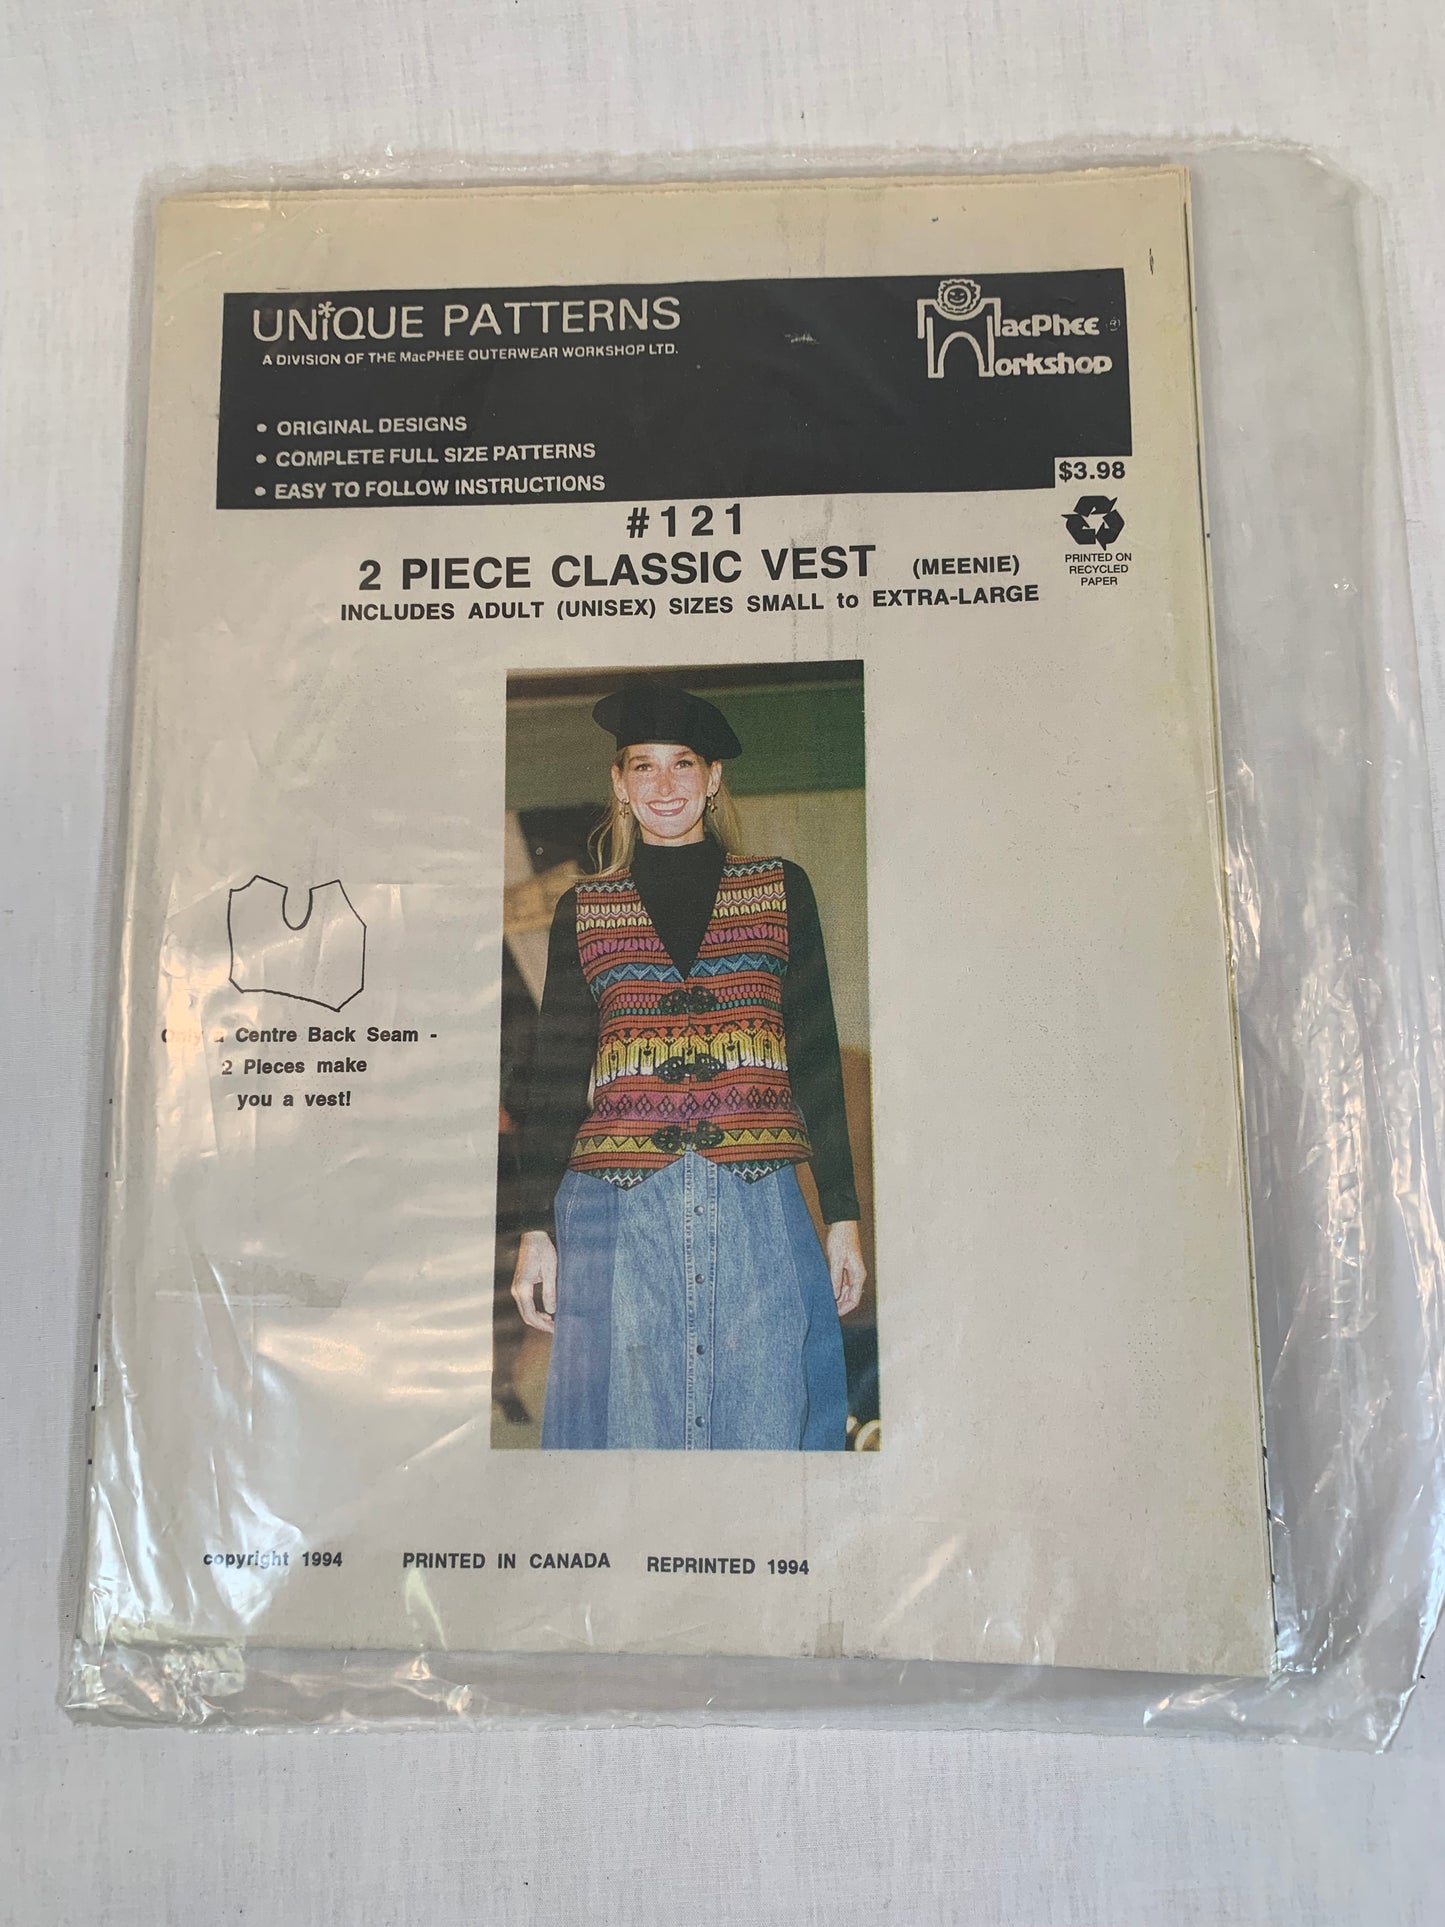 UNiQUE PATTERNS
A DIVISION OF THE MacPHEE OUTERWEAR WORKSHOP LTD.
MacPhee ®
Workshop
• ORIGINAL DESIGNS
• COMPLETE FULL SIZE PATTERNS
• EASY TO FOLLOW INSTRUCTIONS
$3.98
#121
2 PIECE CLASSIC VEST (MEENIE)
INCLUDES ADULT (UNISEX) SIZES SMALL to EXTRA-LARGE
PRINTED ON
RECYCLED
PAPER
Only a Centre Back Seam -
2 Pieces make
you a vest!
copyright 1994 PRINTED IN CANADA REPRINTED 1994